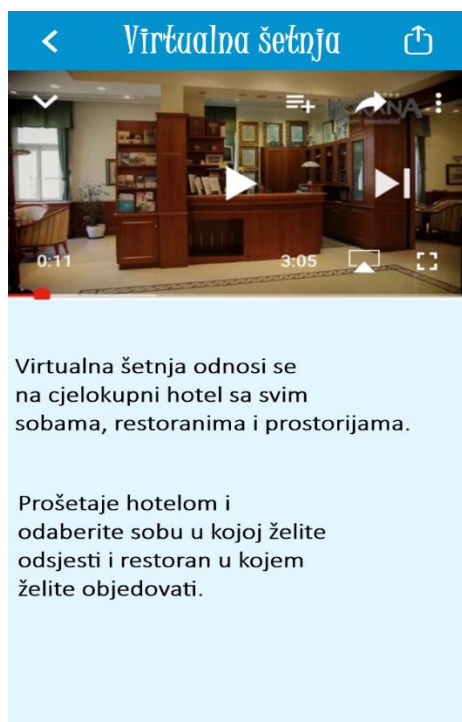 Virtualna šetnja
KORANA
0:11
3:05
Virtualna šetnja odnosi se
na cjelokupni hotel sa svim
sobama, restoranima i prostorijama.
Prošetaje hotelom i
odaberite sobu u kojoj želite
odsjesti i restoran u kojem
želite objedovati.